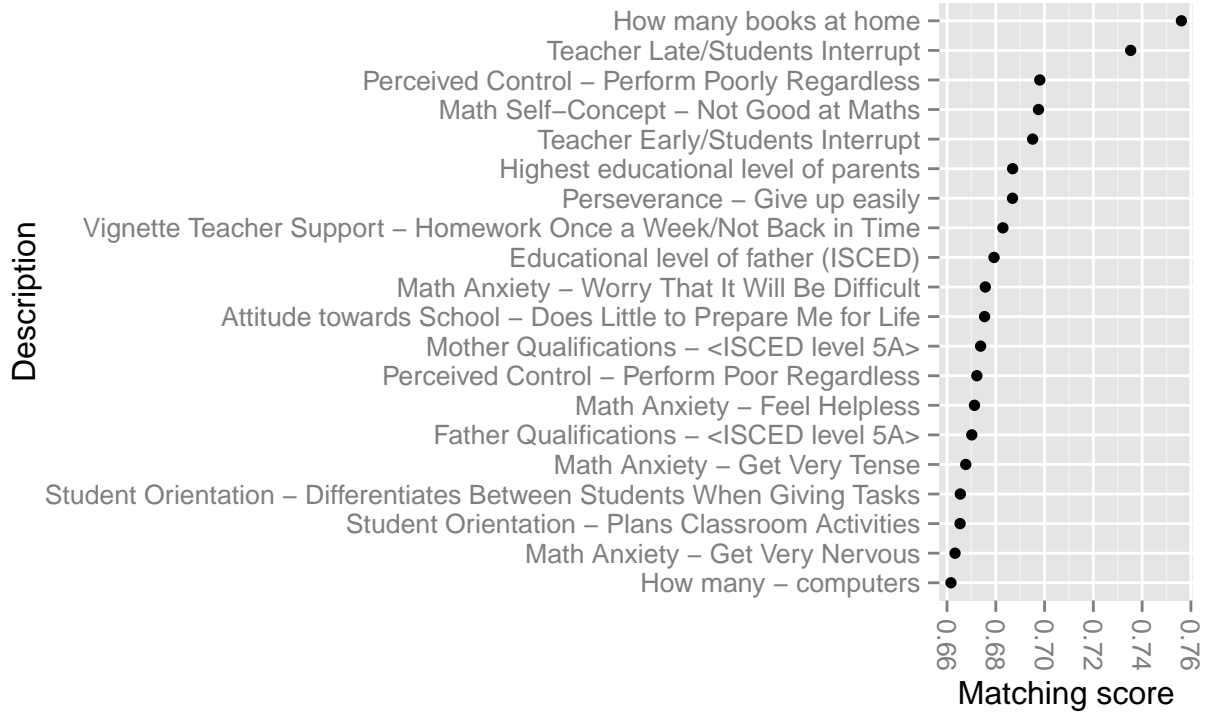 How many books at home
Teacher Late/Students Interrupt
Perceived Control − Perform Poorly Regardless
Math Self−Concept − Not Good at Maths
Teacher Early/Students Interrupt
Highest educational level of parents
Perseverance − Give up easily
Vignette Teacher Support − Homework Once a Week/Not Back in Time
Educational level of father (ISCED)
Math Anxiety − Worry That It Will Be Difficult
Attitude towards School − Does Little to Prepare Me for Life
Mother Qualifications − <ISCED level 5A>
Perceived Control − Perform Poor Regardless
Math Anxiety − Feel Helpless
Father Qualifications − <ISCED level 5A>
Math Anxiety − Get Very Tense
Student Orientation − Differentiates Between Students When Giving Tasks
Student Orientation − Plans Classroom Activities
Math Anxiety − Get Very Nervous
How many − computers
Description
0.66
0.68
0.70
0.72
0.74
0.76
Matching score